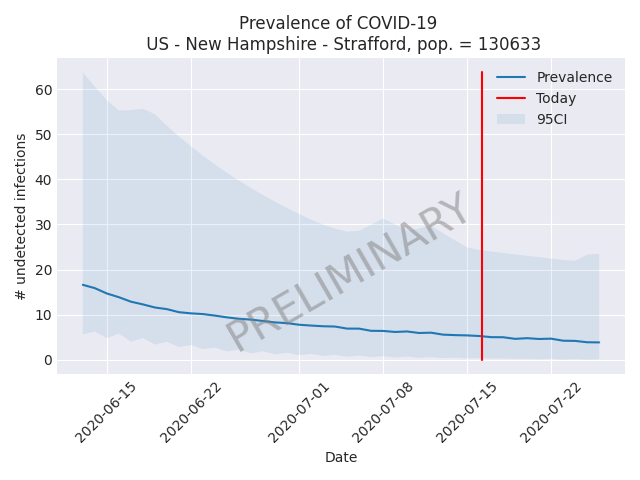 Prevalence of COVID-19
US - New Hampshire - Strafford, pop. = 130633
Prevalence
Today
95CI
PRELIMINARY
# undetected infections
60
50
40
30
20
10
0
2020-06-15
2020-06-22
2020-07-01
2020-07-08
2020-07-15
2020-07-22
Date